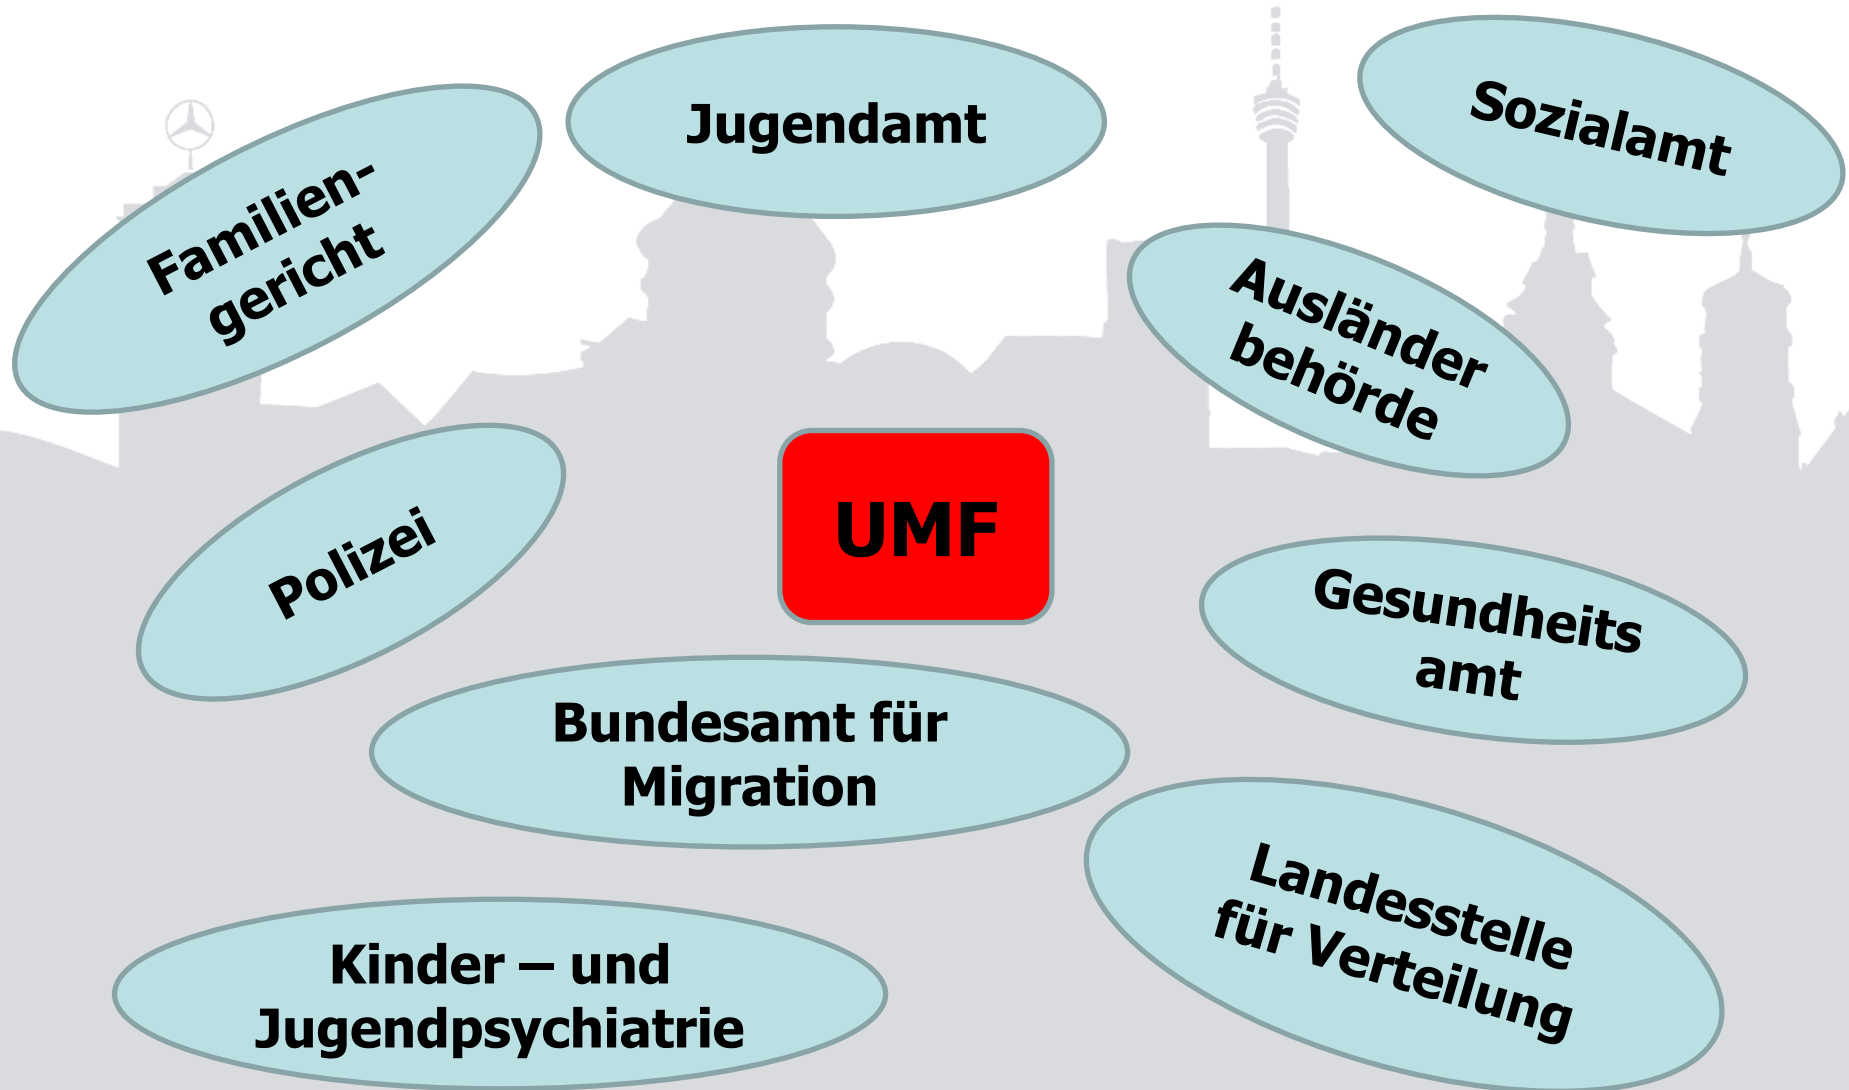 Jugendamt
Sozialamt
Familien-
gericht
Ausländer
behörde
UMF
Polizei
Gesundheits
amt
Bundesamt für
Migration
Landesstelle
für Verteilung
Kinder – und
Jugendpsychiatrie